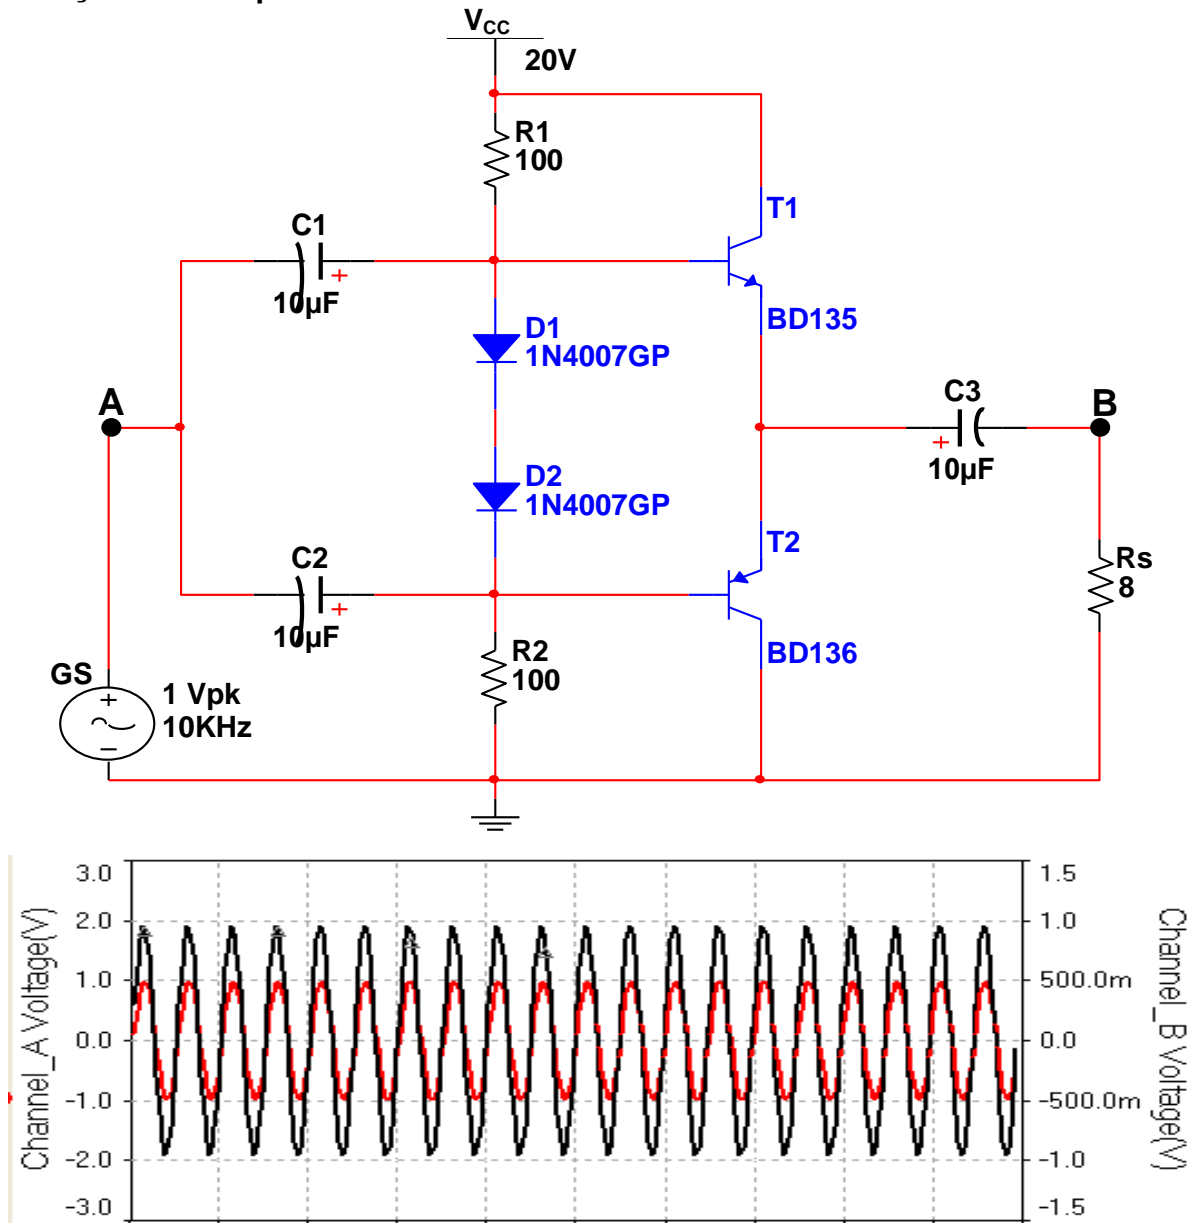 VCC
20V
R1
100
T1
C1
+
10µF
D1
1N4007GP
BD135
A
C3
B
+
10µF
D2
1N4007GP
T2
C2
+
10µF
Rs
8
R2
100
BD136
GS
1 Vpk
10KHz
3.0
2.0
1.0
0.0
-1.0
-2.0
-3.0
Channel_A Voltage(V)
1.5
1.0
500.0m
0.0
-500.0m
-1.0
-1.5
Channel_B Voltage(V)